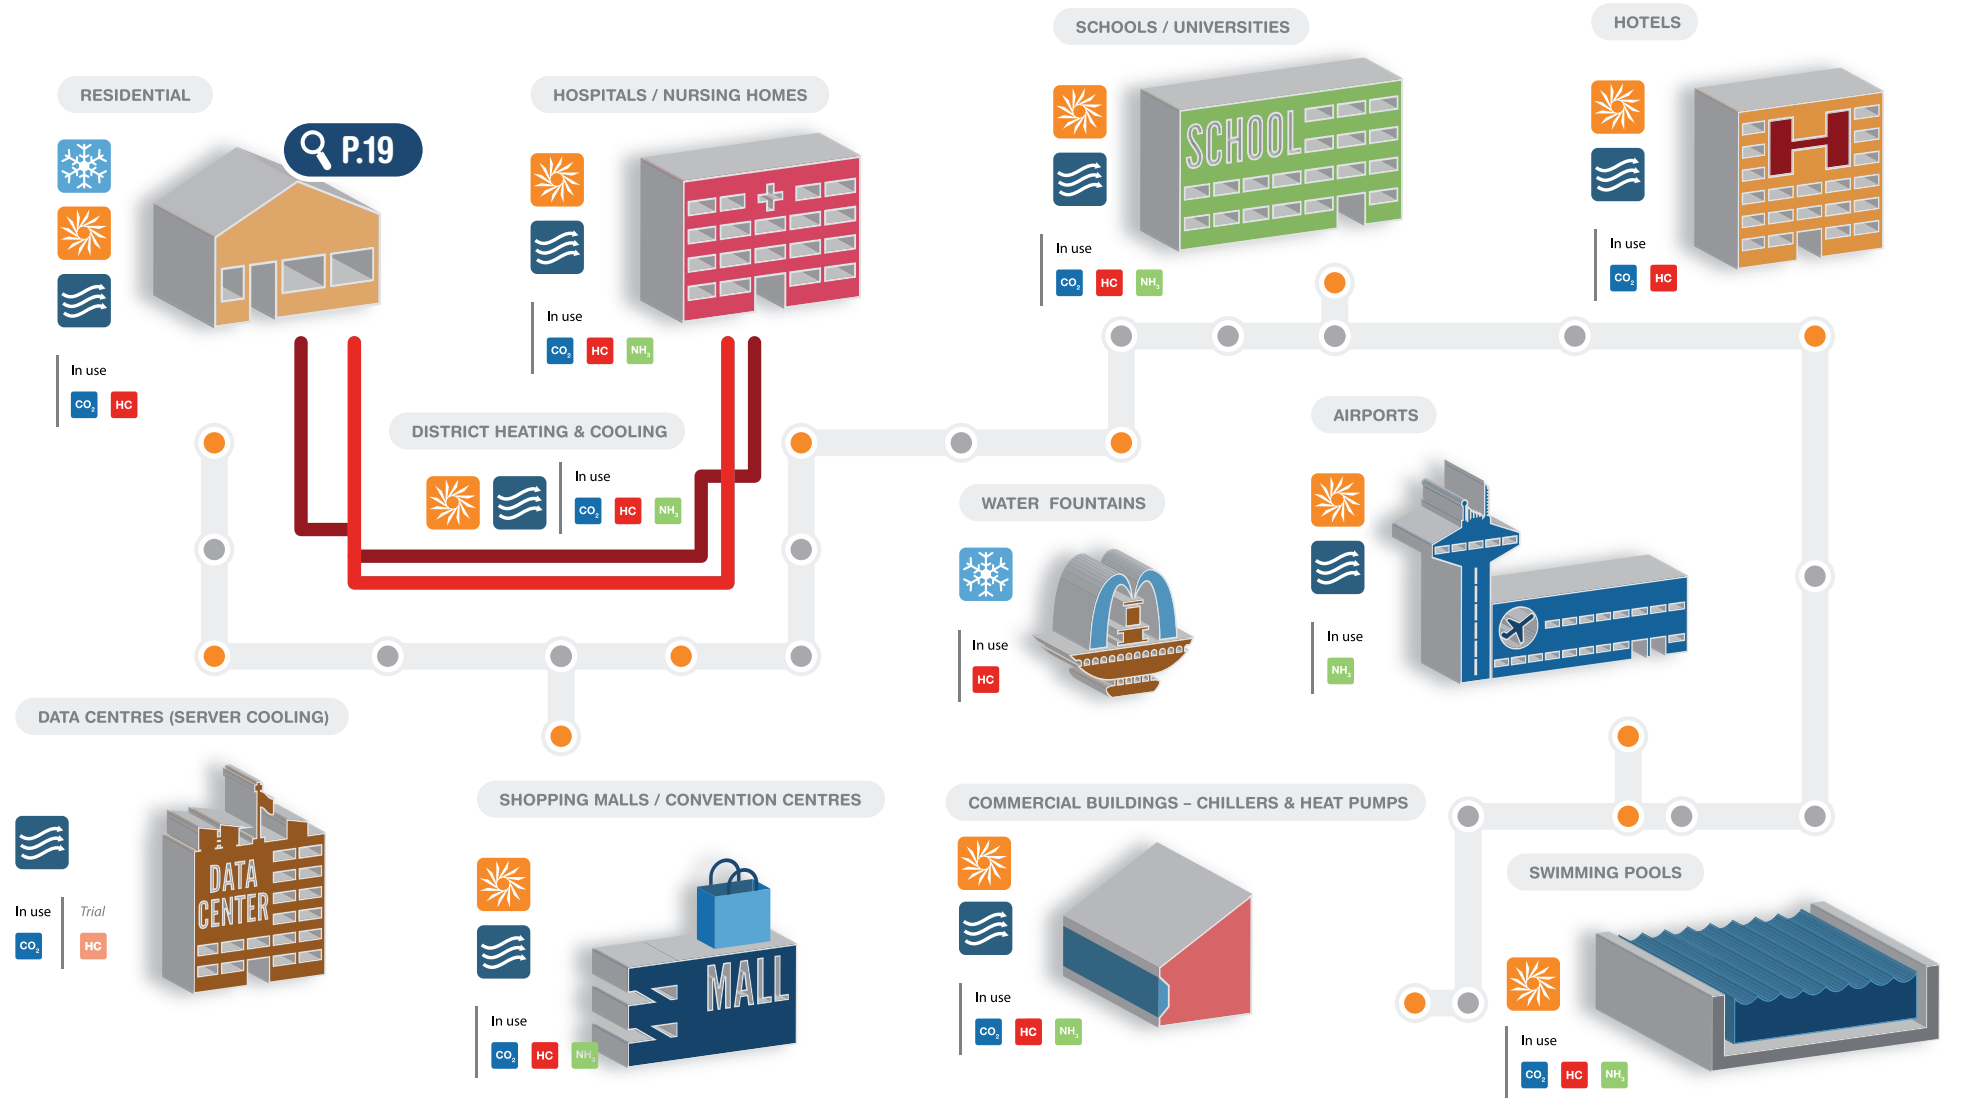 SCHOOLS / UNIVERSITIES
HOTELS
RESIDENTIAL
HOSPITALS / NURSING HOMES
P.19
SCHOOL
H
In use
CO₂ HC NH₃
In use
CO₂ HC
In use
CO₂ HC NH₃
In use
CO₂ HC
DISTRICT HEATING & COOLING
In use
CO₂ HC NH₃
AIRPORTS
In use
NH₃
WATER FOUNTAINS
In use
HC
DATA CENTRES (SERVER COOLING)
DATA
CENTER
In use
CO₂
Trial
HC
SHOPPING MALLS / CONVENTION CENTRES
MALL
In use
CO₂ HC NH₃
COMMERCIAL BUILDINGS – CHILLERS & HEAT PUMPS
In use
CO₂ HC NH₃
SWIMMING POOLS
In use
CO₂ HC NH₃